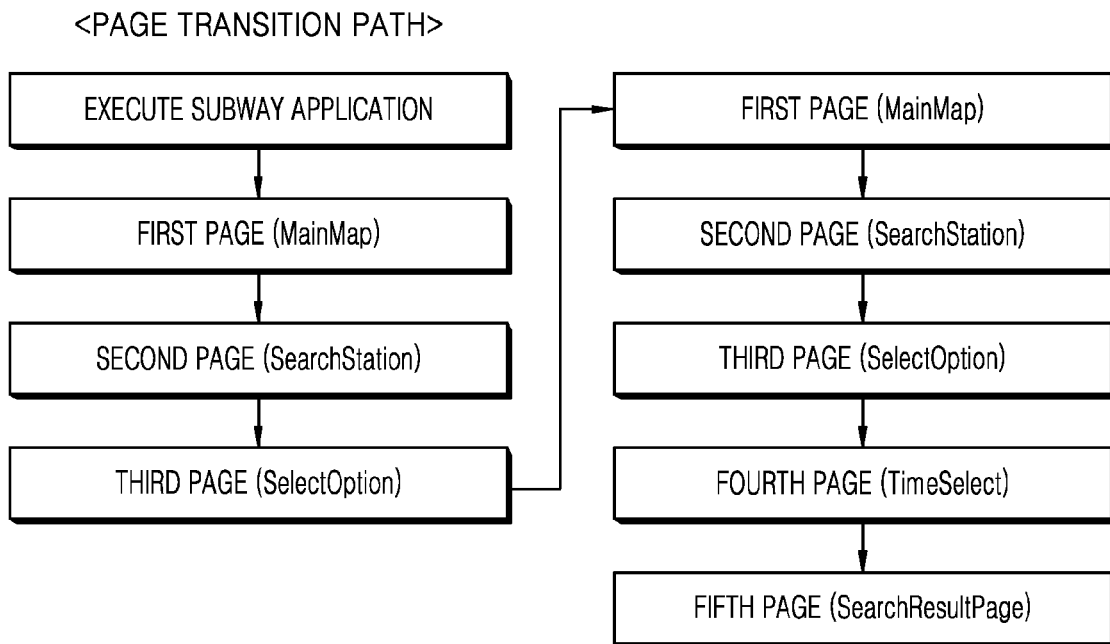 <PAGE TRANSITION PATH>
EXECUTE SUBWAY APPLICATION
FIRST PAGE (MainMap)
SECOND PAGE (SearchStation)
THIRD PAGE (SelectOption)
FIRST PAGE (MainMap)
SECOND PAGE (SearchStation)
THIRD PAGE (SelectOption)
FOURTH PAGE (TimeSelect)
FIFTH PAGE (SearchResultPage)